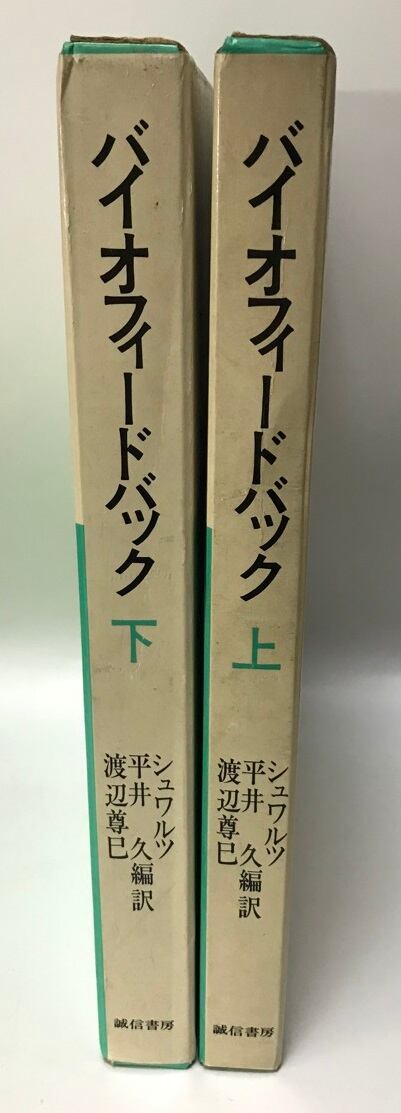 バイオフィードバック
上
シュワルツ
平井 久 編訳
渡辺尊巳
誠信書房
バイオフィードバック
下
シュワルツ
平井 久 編訳
渡辺尊巳
誠信書房